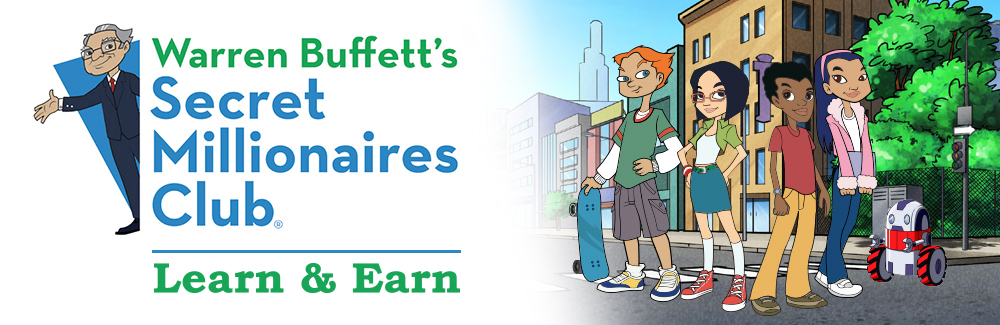 Warren Buffett's
Secret
Millionaires
Club®
Learn & Earn